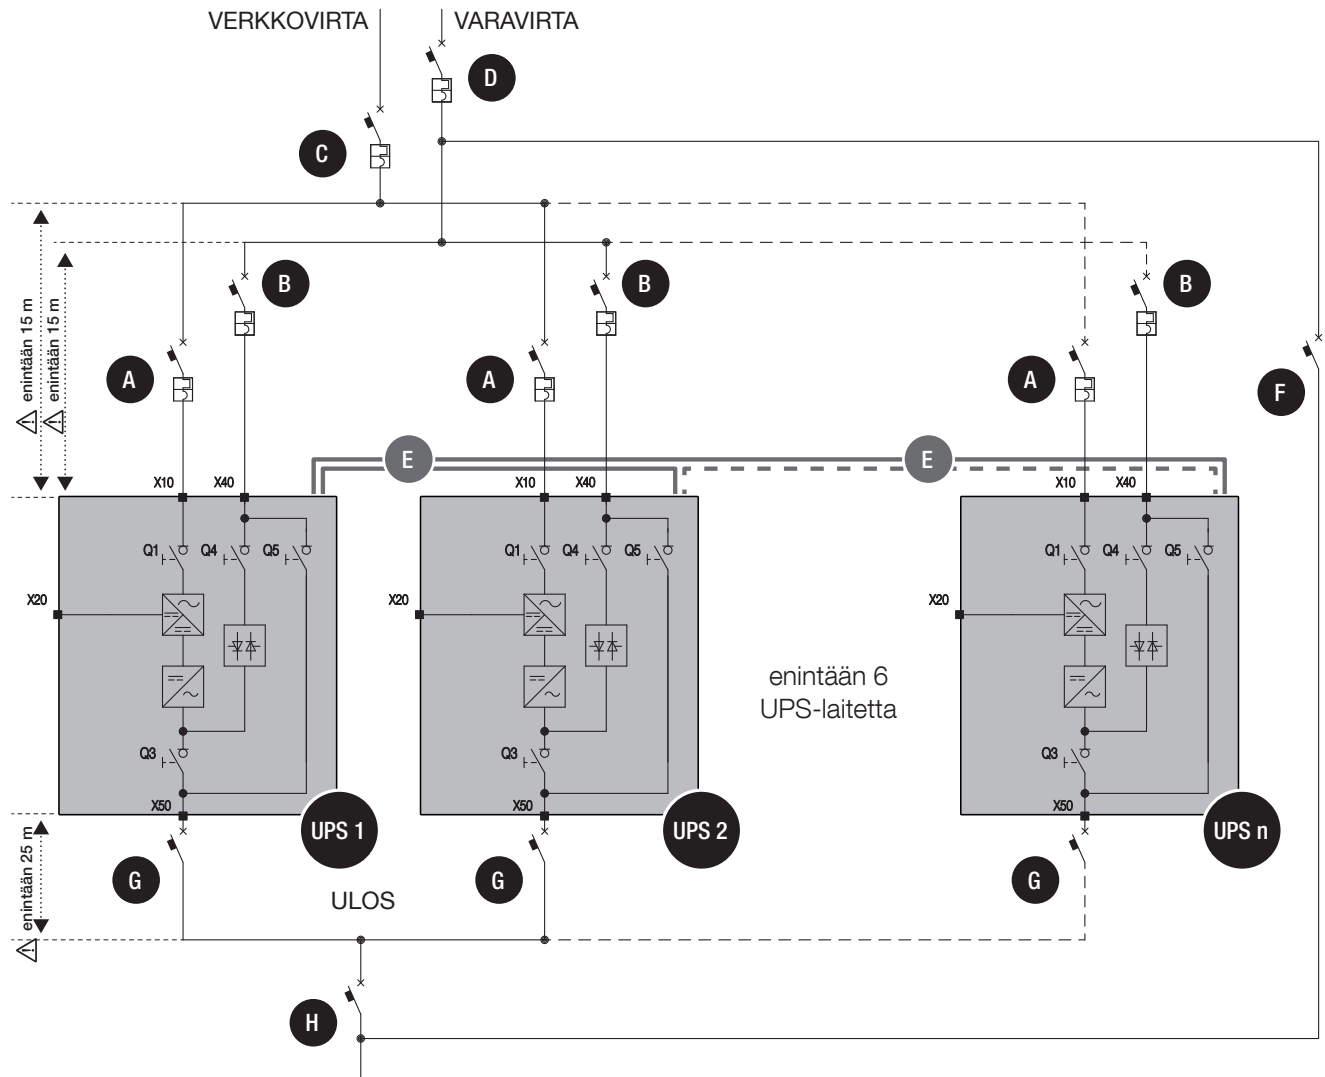 VERKKOVIRTA VARAVIRTA
D
C
B B B
A A A
F
⚠ enintään 15 m
⚠ enintään 15 m
E E
X10 X40 X10 X40 X10 X40
Q1 Q4 Q5 Q1 Q4 Q5 Q1 Q4 Q5
X20 X20 X20
enintään 6
UPS-laitetta
Q3 Q3 Q3
X50 X50 X50
UPS 1 UPS 2 UPS n
⚠ enintään 25 m
G G G
ULOS
H